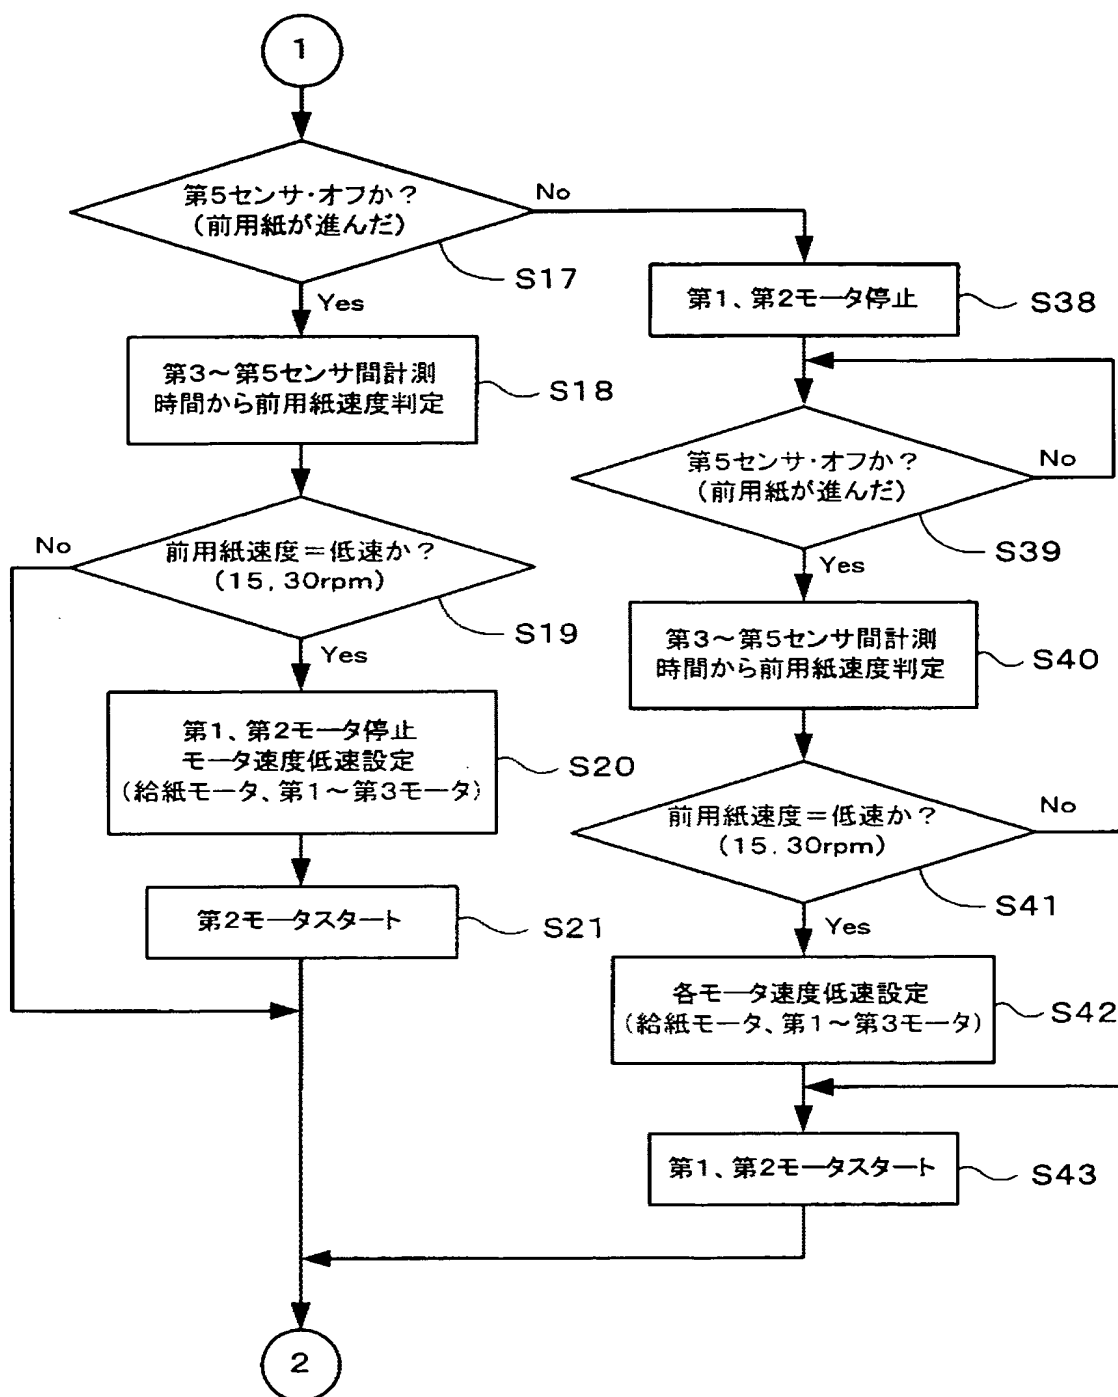 1
第5センサ・オフか?
(前用紙が進んだ)
No
S17
Yes
第3~第5センサ間計測
時間から前用紙速度判定
S18
No
前用紙速度=低速か?
(15,30rpm)
S19
Yes
第1、第2モータ停止
モータ速度低速設定
(給紙モータ、第1~第3モータ)
S20
第2モータスタート
S21
第1、第2モータ停止
S38
第5センサ・オフか?
(前用紙が進んだ)
No
S39
Yes
第3~第5センサ間計測
時間から前用紙速度判定
S40
前用紙速度=低速か?
(15.30rpm)
No
S41
Yes
各モータ速度低速設定
(給紙モータ、第1~第3モータ)
S42
第1、第2モータスタート
S43
2